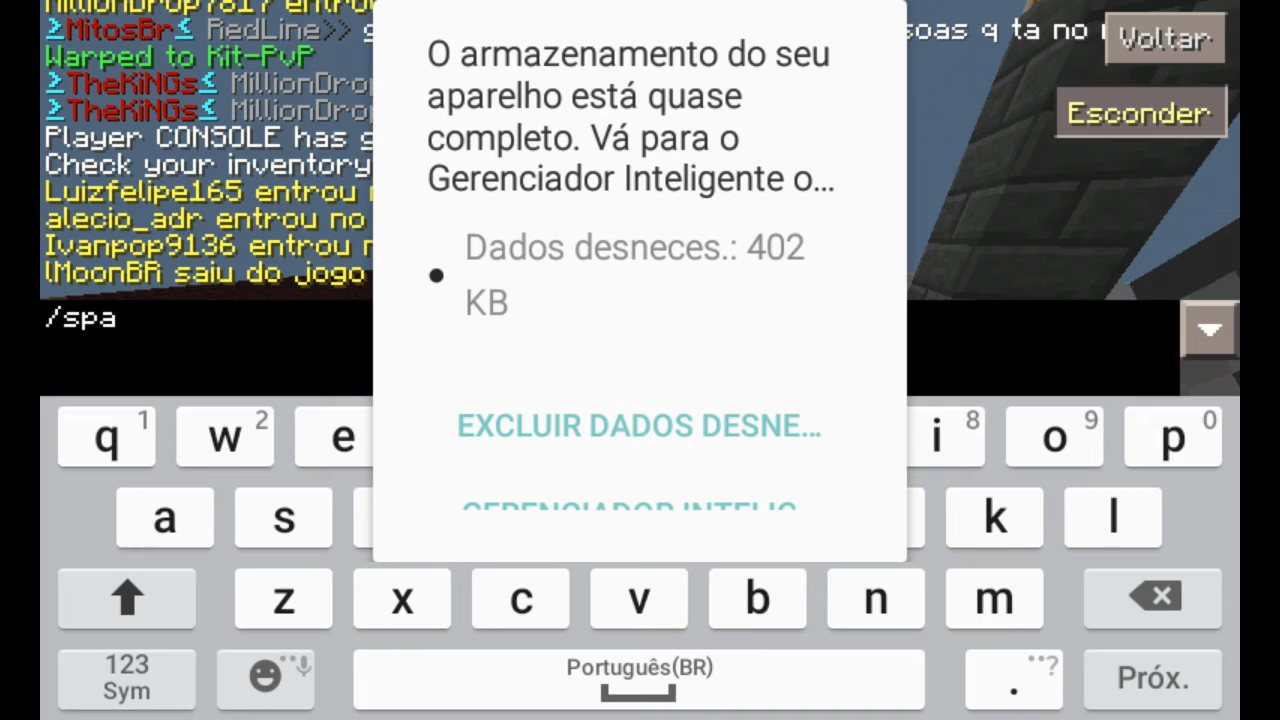 MillionDrop7817 entrou
≥MitosBr≤ RedLine>> g
soas q ta no
Voltar
Warped to Kit-PvP
≥TheKiNGs≤ MillionDrop
≥TheKiNGs≤ MillionDrop
Esconder
Player CONSOLE has g
Check your inventory
Luizfelipe165 entrou n
alecio_adr entrou no
Ivanpop9136 entrou n
lMoonBR saiu do jogo
/spa
O armazenamento do seu
aparelho está quase
completo. Vá para o
Gerenciador Inteligente o...
• Dados desneces.: 402
KB
EXCLUIR DADOS DESNE...
GERENCIADOR INTELIG
q 1 w 2 e i 8 o 9 p 0
a s k l
z x c v b n m
123
Sym
Português(BR)
. ?
Próx.